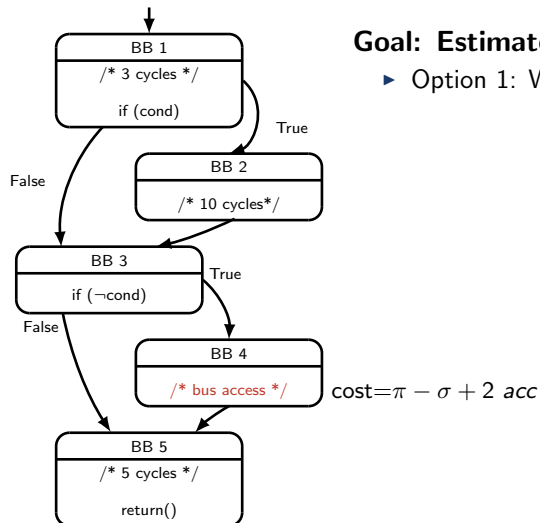 Goal: Estimate
▸ Option 1: W
BB 1
/* 3 cycles */
if (cond)
True
BB 2
/* 10 cycles*/
False
BB 3
if (¬cond)
True
False
BB 4
/* bus access */
cost=π − σ + 2 acc
BB 5
/* 5 cycles */
return()